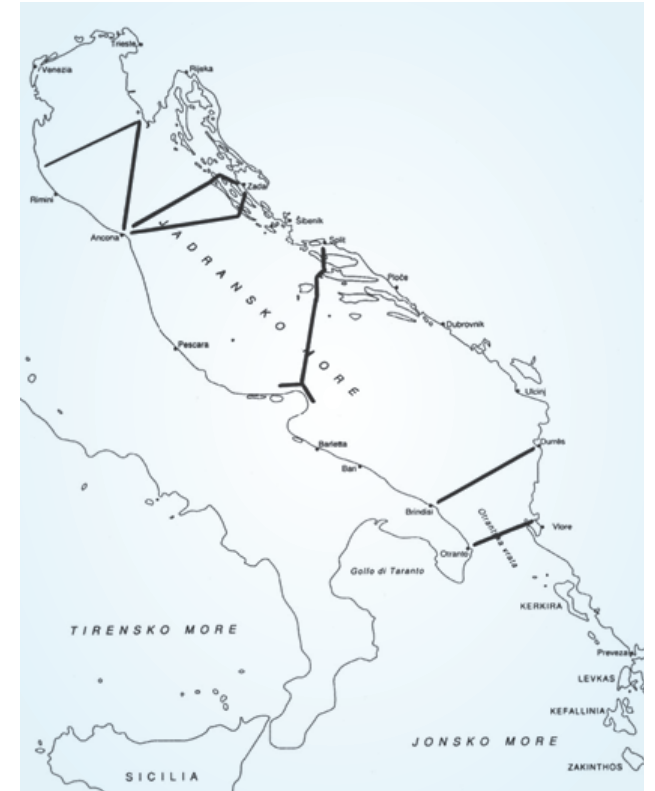 Trieste
Venezia
Rijeka
Rimini
Zadar
Ancona
Šibenik
Split
JADRANSKO MORE
Ploče
Dubrovnik
Pescara
Ulcinj
Barletta
Bari
Durrës
Brindisi
Otrantska vrata
Vlore
Otranto
Golfo di Taranto
KERKIRA
TIRENSKO MORE
Preveza
LEVKAS
KEFALLINIA
JONSKO MORE
ZAKINTHOS
SICILIA